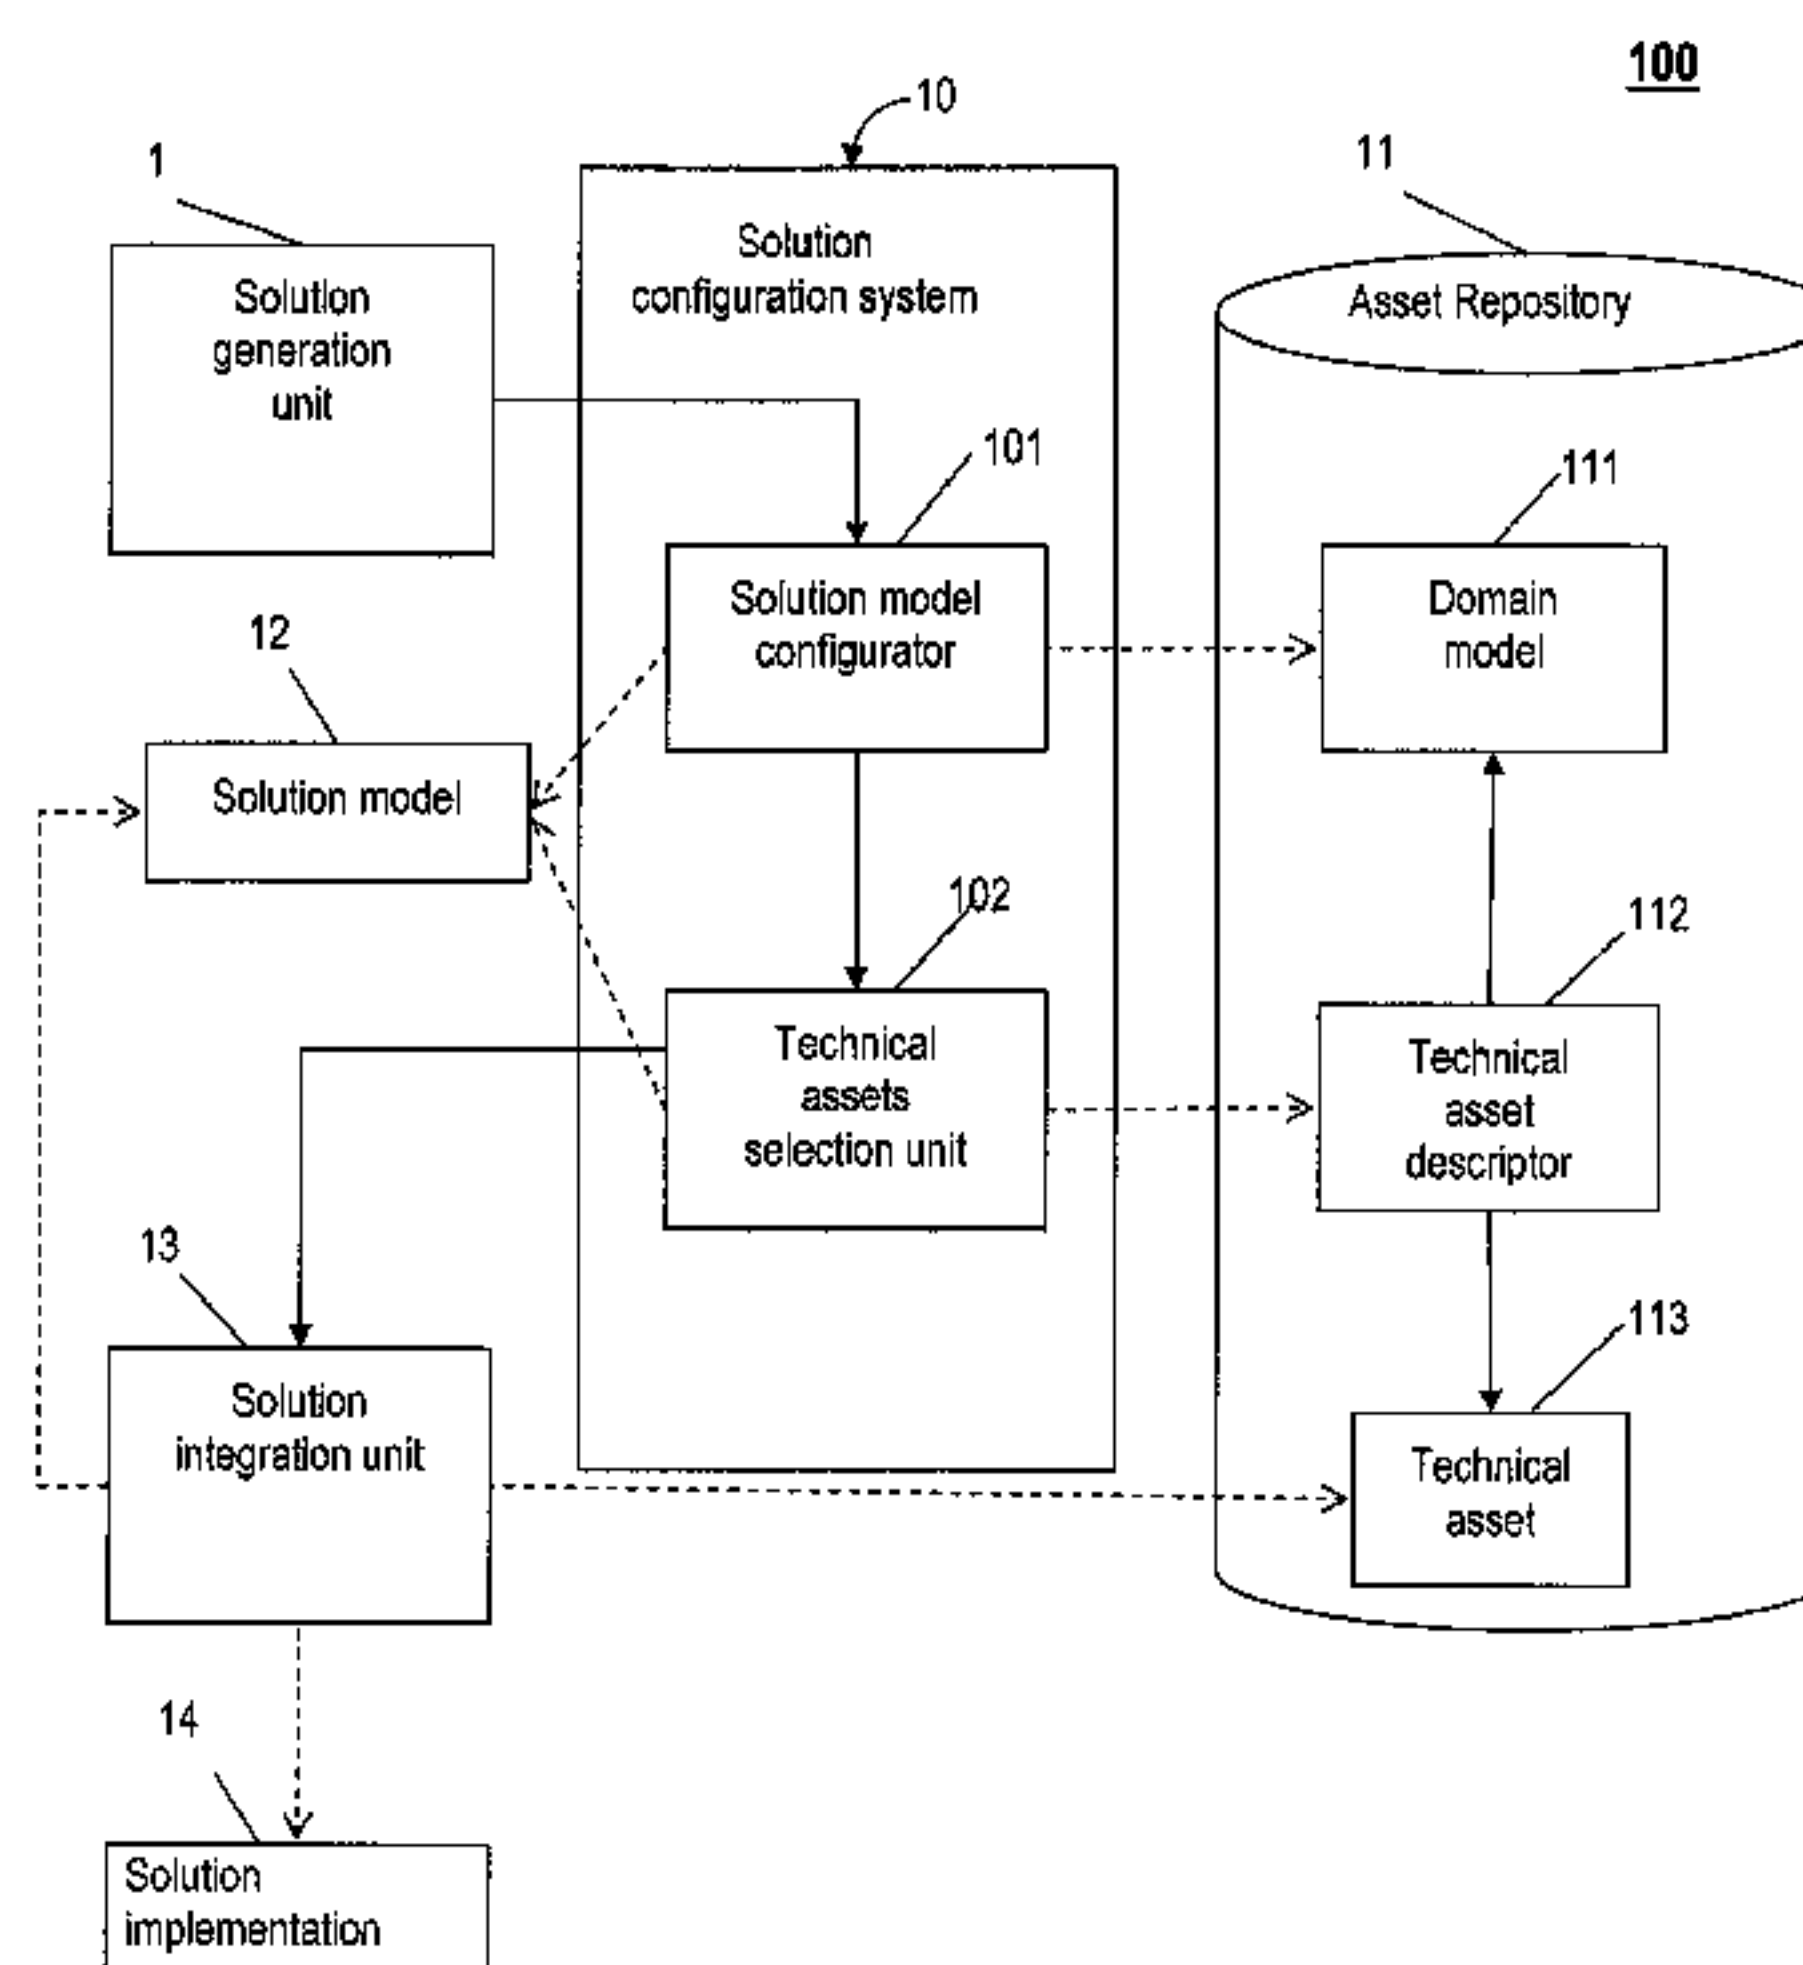 100
10
1
11
Solution
configuration system
Solution
generation
unit
Asset Repository
101
111
Solution model
configurator
Domain
model
12
Solution model
102
112
Technical
assets
selection unit
Technical
asset
descriptor
13
113
Solution
integration unit
Technical
asset
14
Solution
implementation